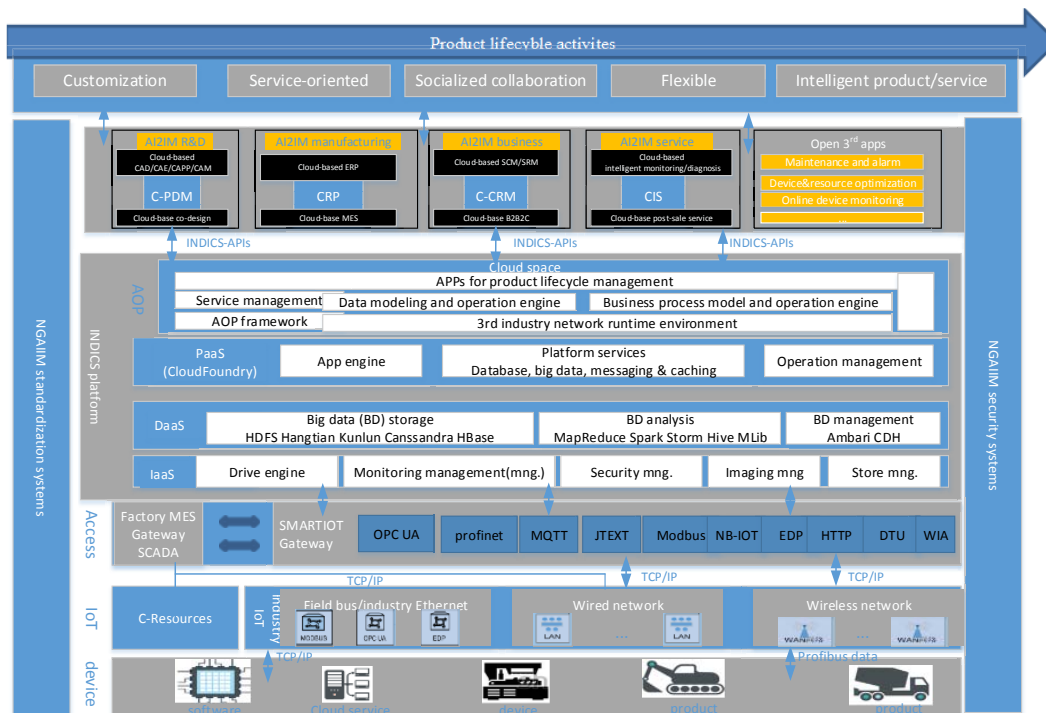 Product lifecyble activites
Customization
Service-oriented
Socialized collaboration
Flexible
Intelligent product/service
AI2IM R&D
Cloud-based
CAD/CAE/CAPP/CAM
C-PDM
Cloud-base co-design
AI2IM manufacturing
Cloud-based ERP
CRP
Cloud-base MES
AI2IM business
Cloud-based SCM/SRM
C-CRM
Cloud-base B2B2C
AI2IM service
Cloud-based
intelligent monitoring/diagnosis
CIS
Cloud-base post-sale service
Open 3rd apps
Maintenance and alarm
Device&resource optimization
Online device monitoring
...
INDICS-APIs
INDICS-APIs
INDICS-APIs
NGAIIM standardization systems
NGAIIM security systems
INDICS platform
AOP
Cloud space
APPs for product lifecycle management
Service management
Data modeling and operation engine
Business process model and operation engine
AOP framework
3rd industry network runtime environment
PaaS
(CloudFoundry)
App engine
Platform services
Database, big data, messaging & caching
Operation management
DaaS
Big data (BD) storage
HDFS Hangtian Kunlun Canssandra HBase
BD analysis
MapReduce Spark Storm Hive MLib
BD management
Ambari CDH
IaaS
Drive engine
Monitoring management(mng.)
Security mng.
Imaging mng
Store mng.
Access
Factory MES
Gateway
SCADA
SMARTIOT
Gateway
OPC UA
profinet
MQTT
JTEXT
Modbus
NB-IOT
EDP
HTTP
DTU
WIA
TCP/IP
TCP/IP
TCP/IP
IoT
C-Resources
Industry
IoT
Field bus/industry Ethernet
MODBUS
OPC UA
EDP
Wired network
LAN
...
LAN
Wireless network
...
TCP/IP
Profibus data
device
software
Cloud service
device
product
product